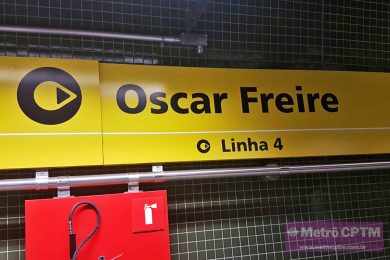 Oscar Freire
Linha 4
Metrô CPTM